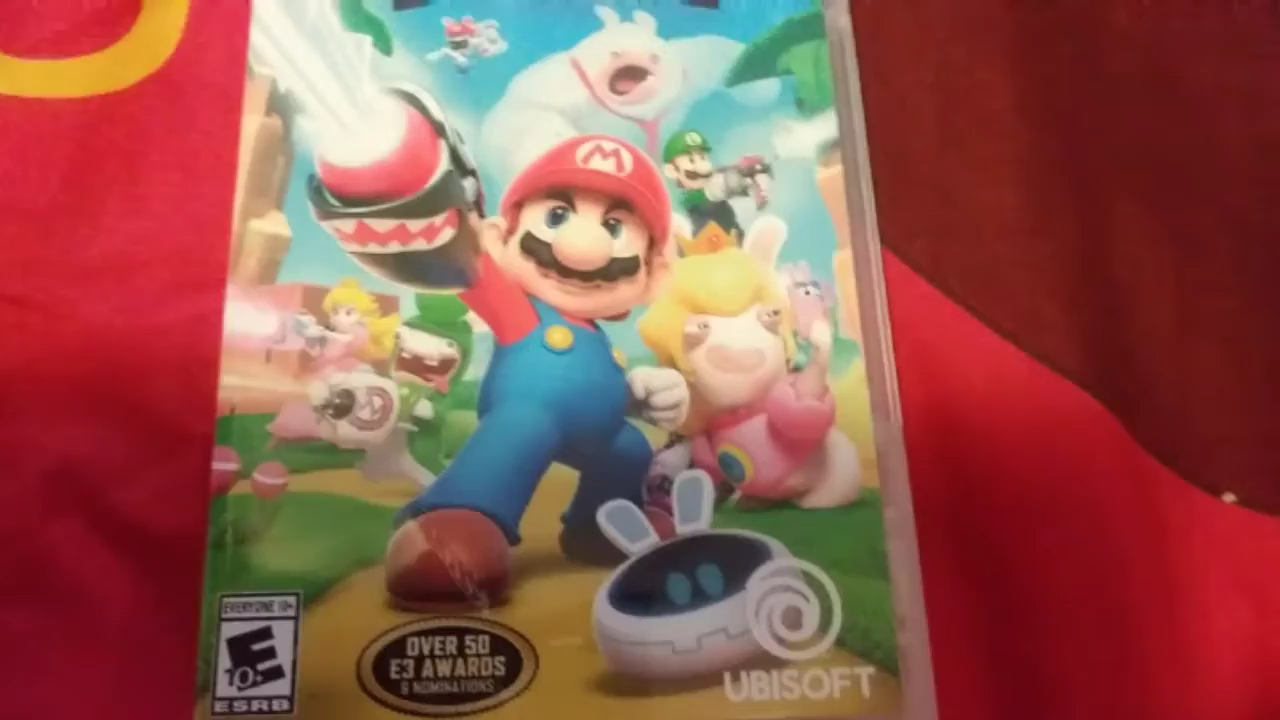 M
L
EVERYONE 10+
E
10+
ESRB
OVER 50
E3 AWARDS
& NOMINATIONS
UBISOFT